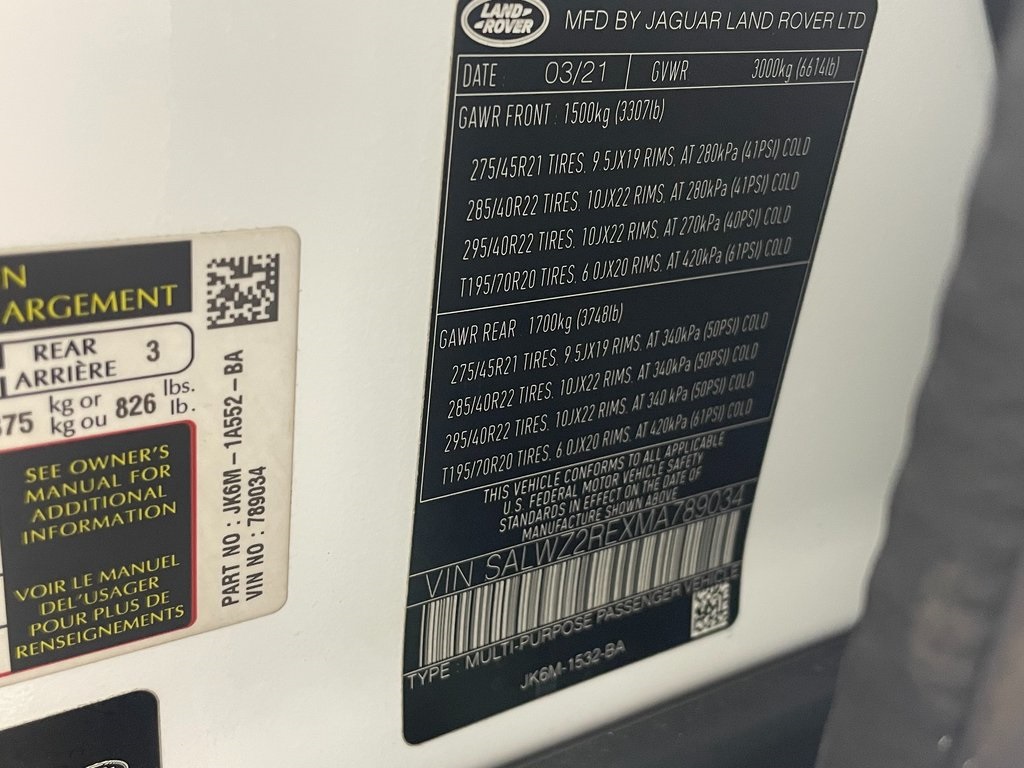 LAND-
-ROVER
MFD BY JAGUAR LAND ROVER LTD
DATE 03/21 GVWR 3000kg (6614lb)
GAWR FRONT 1500kg (3307lb)
275/45R21 TIRES, 9 5JX19 RIMS, AT 280kPa (41PSI) COLD
285/40R22 TIRES, 10JX22 RIMS, AT 280kPa (41PSI) COLD
295/40R22 TIRES, 10JX22 RIMS, AT 270kPa (40PSI) COLD
T195/70R20 TIRES, 6 0JX20 RIMS, AT 420kPa (61PSI) COLD
GAWR REAR 1700kg (3748lb)
275/45R21 TIRES, 9 5JX19 RIMS, AT 340kPa (50PSI) COLD
285/40R22 TIRES, 10JX22 RIMS, AT 340kPa (50PSI) COLD
295/40R22 TIRES, 10JX22 RIMS, AT 340 kPa (50PSI) COLD
T195/70R20 TIRES, 6 0JX20 RIMS, AT 420kPa (61PSI) COLD
THIS VEHICLE CONFORMS TO ALL APPLICABLE
U.S. FEDERAL MOTOR VEHICLE SAFETY
STANDARDS IN EFFECT ON THE DATE OF
MANUFACTURE SHOWN ABOVE
VIN SALWZ2REXMA789034
TYPE MULTI-PURPOSE PASSENGER VEHICLE
JK6M-1532-BA
N
ARGEMENT
REAR 3
ARRIÈRE
75 kg or 826 lbs.
kg ou lb.
SEE OWNER'S
MANUAL FOR
ADDITIONAL
INFORMATION
VOIR LE MANUEL
DEL'USAGER
POUR PLUS DE
RENSEIGNEMENTS
PART NO : JK6M-1A552-BA
VIN NO : 789034